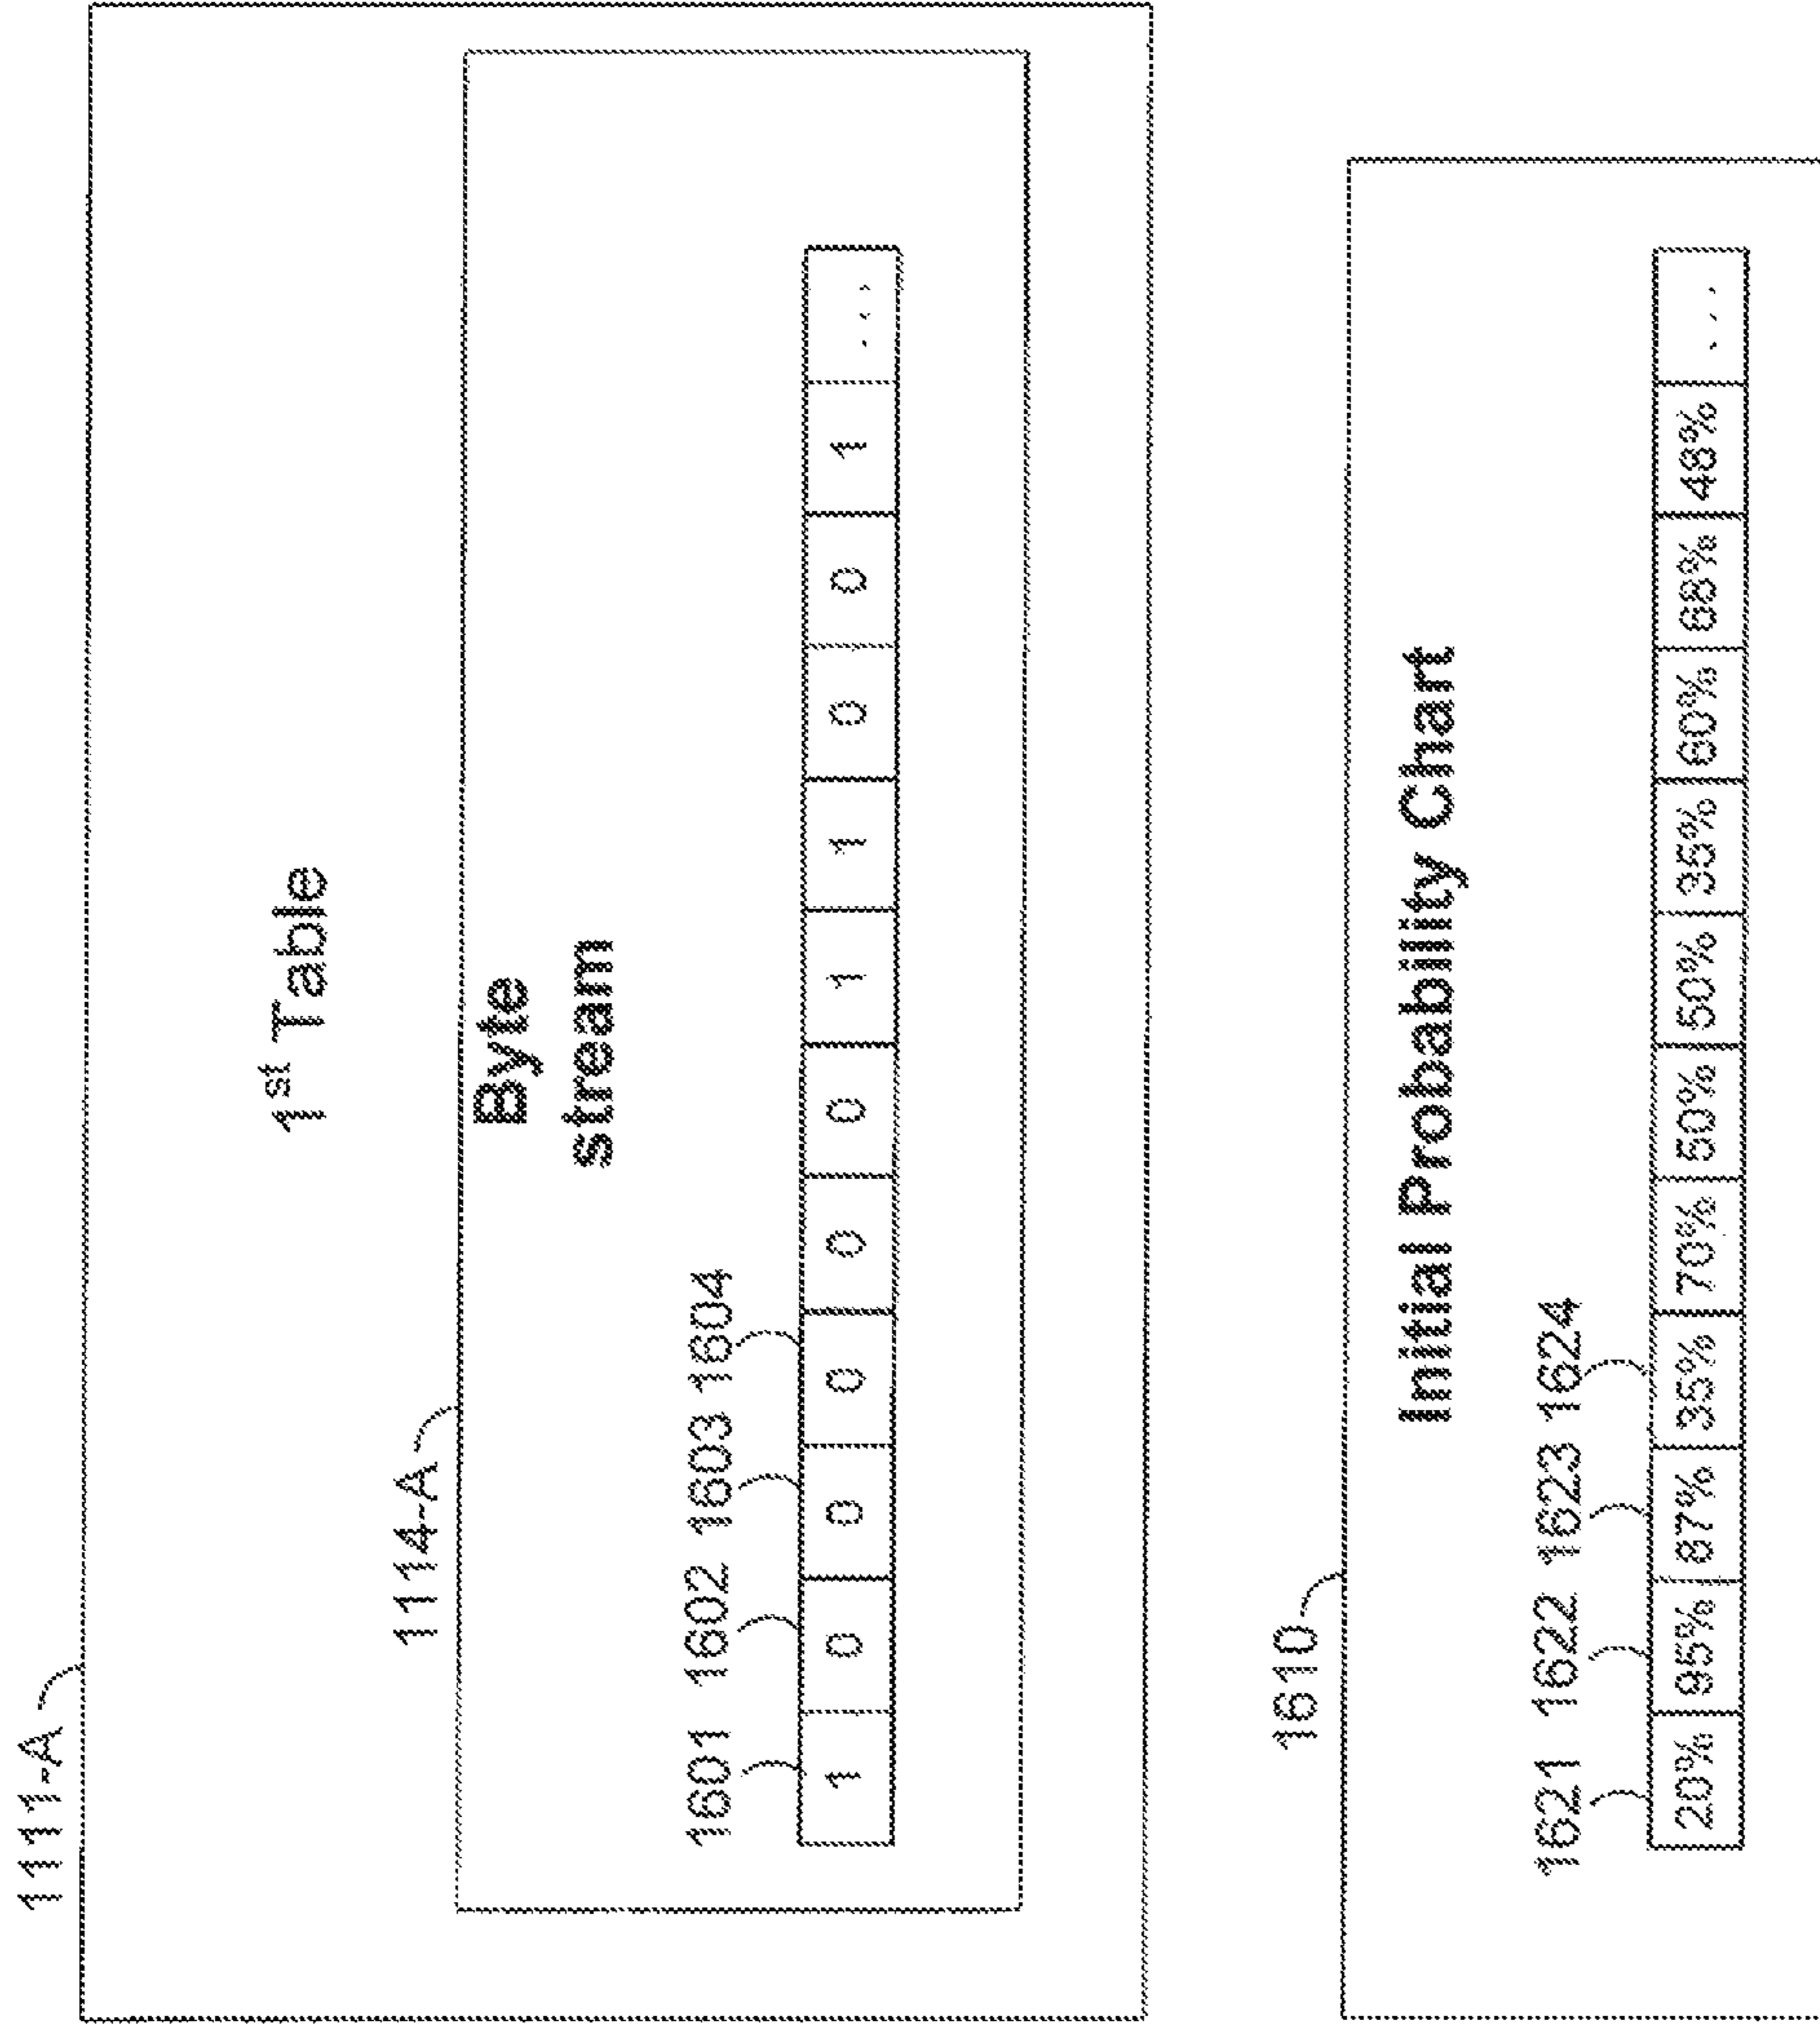 1111-A
1st Table
1114-A
Byte
stream
1601 1602 1603 1604
1 0 0 0 0 0 1 1 0 0 1 ...
1610
Initial Probability Chart
1621 1622 1623 1624
20% 95% 87% 35% 70% 50% 50% 35% 60% 88% 48% ...